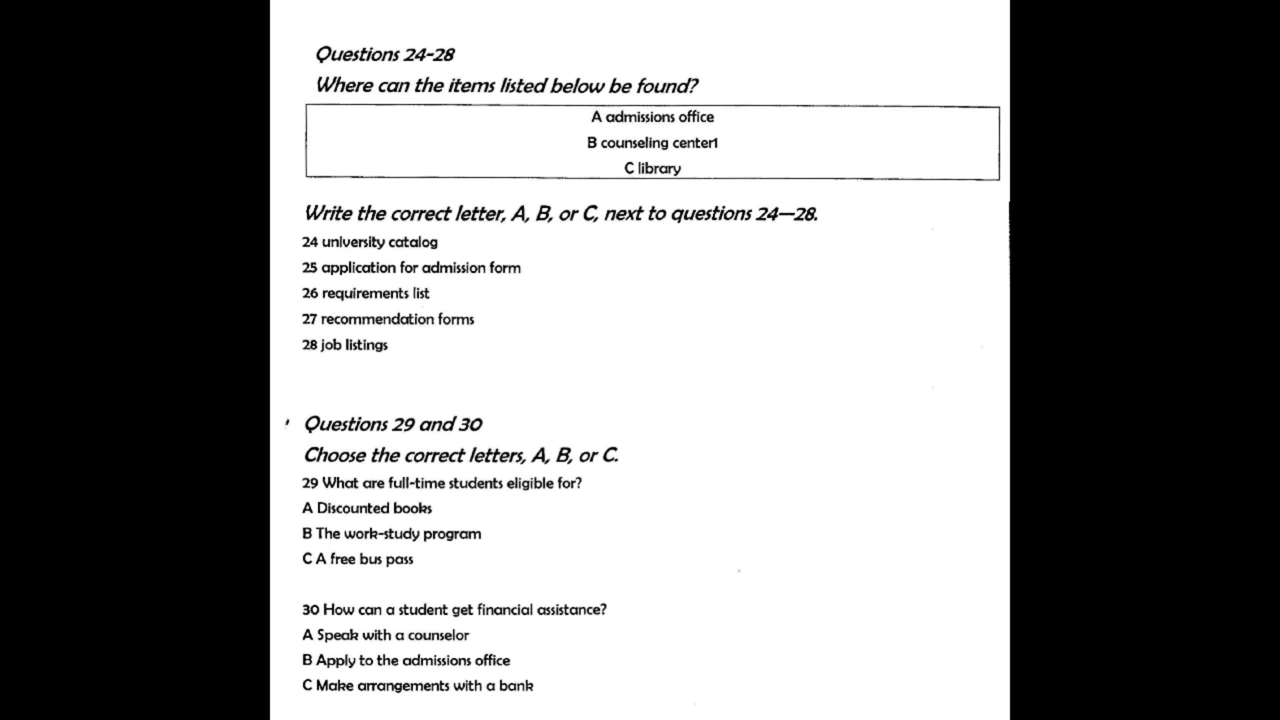 Questions 24-28
Where can the items listed below be found?
A admissions office
B counseling center1
C library
Write the correct letter, A, B, or C, next to questions 24—28.
24 university catalog
25 application for admission form
26 requirements list
27 recommendation forms
28 job listings
Questions 29 and 30
Choose the correct letters, A, B, or C.
29 What are full-time students eligible for?
A Discounted books
B The work-study program
C A free bus pass
30 How can a student get financial assistance?
A Speak with a counselor
B Apply to the admissions office
C Make arrangements with a bank